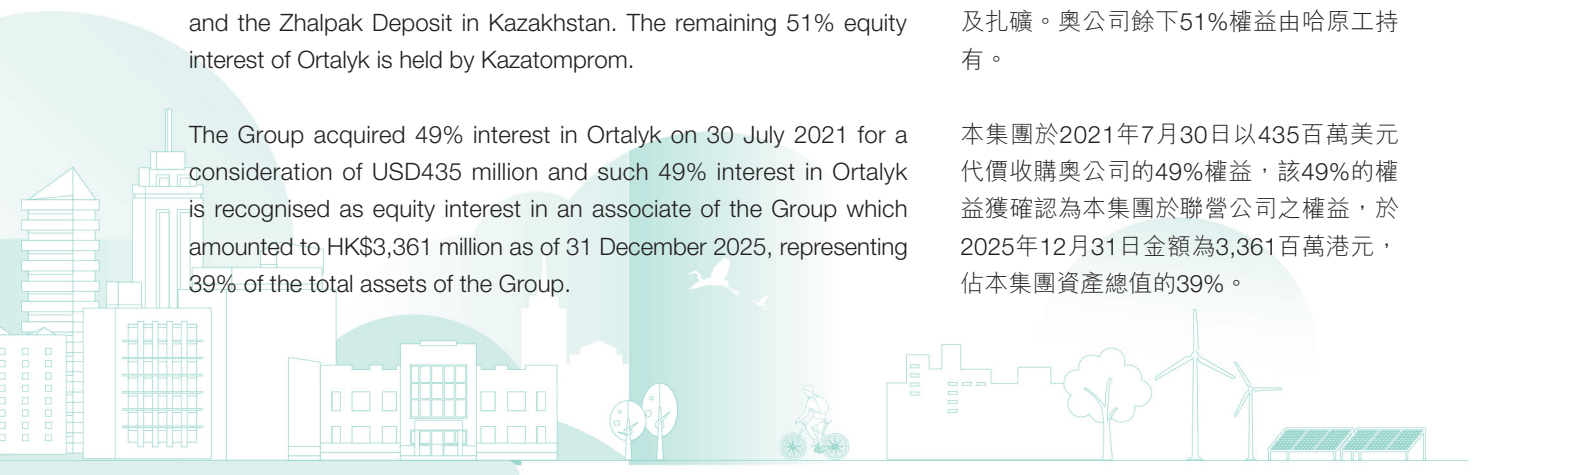 and the Zhalpak Deposit in Kazakhstan. The remaining 51% equity
interest of Ortalyk is held by Kazatomprom.
The Group acquired 49% interest in Ortalyk on 30 July 2021 for a
consideration of USD435 million and such 49% interest in Ortalyk
is recognised as equity interest in an associate of the Group which
amounted to HK$3,361 million as of 31 December 2025, representing
39% of the total assets of the Group.
及扎礦。奧公司餘下51%權益由哈原工持
有。
本集團於2021年7月30日以435百萬美元
代價收購奧公司的49%權益,該49%的權
益獲確認為本集團於聯營公司之權益,於
2025年12月31日金額為3,361百萬港元,
佔本集團資產總值的39%。